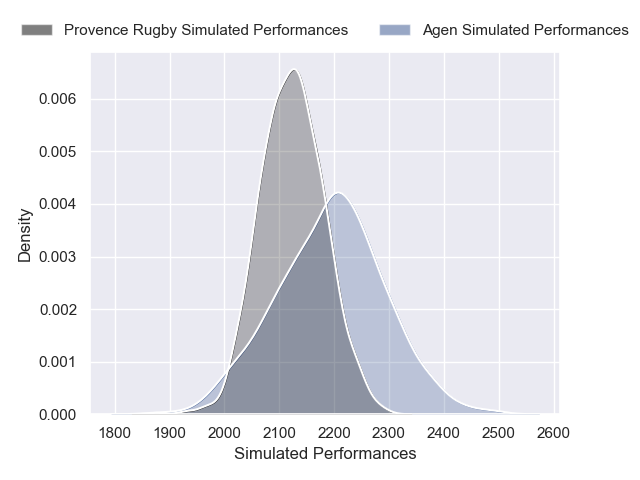 Provence Rugby Simulated Performances Agen Simulated Performances
0.006
0.005
0.004
0.003
0.002
0.001
0.000
Density
1800 1900 2000 2100 2200 2300 2400 2500 2600
Simulated Performances